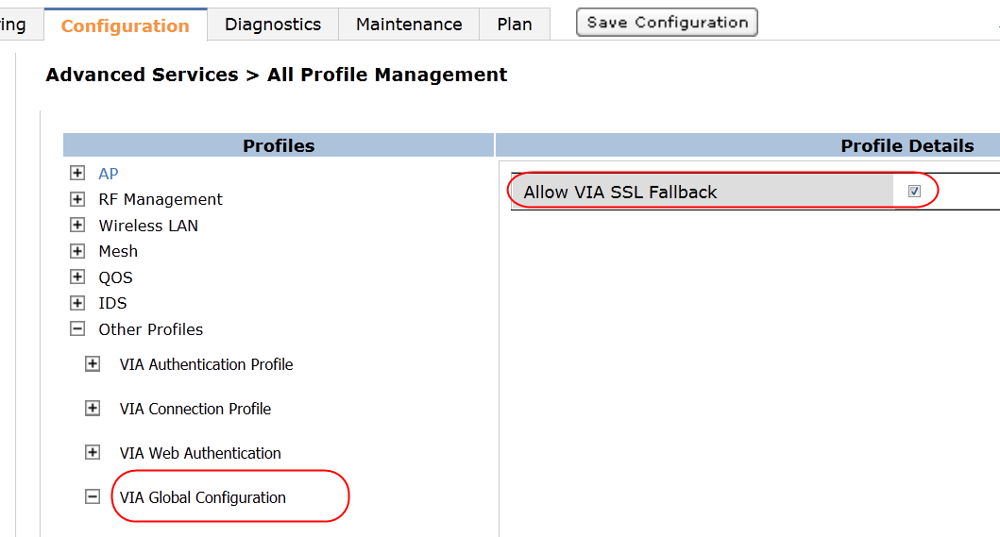 ing Configuration Diagnostics Maintenance Plan Save Configuration
Advanced Services > All Profile Management
Profiles Profile Details
AP
Allow VIA SSL Fallback
RF Management
Wireless LAN
Mesh
QOS
IDS
Other Profiles
VIA Authentication Profile
VIA Connection Profile
VIA Web Authentication
VIA Global Configuration